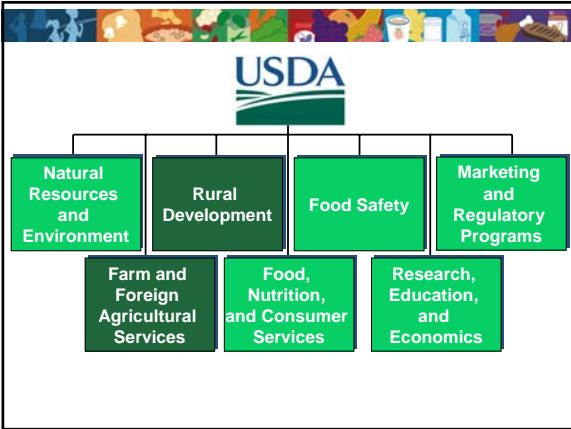 USDA
Natural
Resources
and
Environment
Rural
Development
Food Safety
Marketing
and
Regulatory
Programs
Farm and
Foreign
Agricultural
Services
Food,
Nutrition,
and Consumer
Services
Research,
Education,
and
Economics